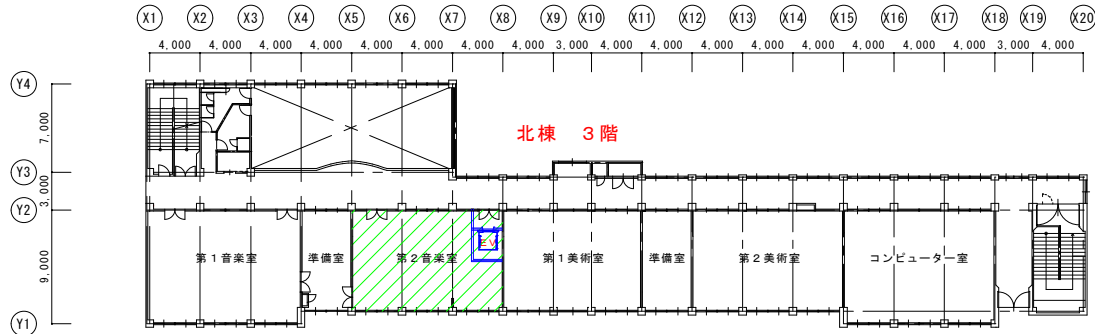 X1 X2 X3 X4 X5 X6 X7 X8 X9 X10 X11 X12 X13 X14 X15 X16 X17 X18 X19 X20
4,000 4,000 4,000 4,000 4,000 4,000 4,000 4,000 3,000 4,000 4,000 4,000 4,000 4,000 4,000 4,000 4,000 3,000 4,000
Y4
7,000
北棟 3階
Y3
3,000
Y2
9,000
第1音楽室 準備室 第2音楽室 EV 第1美術室 準備室 第2美術室 コンピューター室
Y1